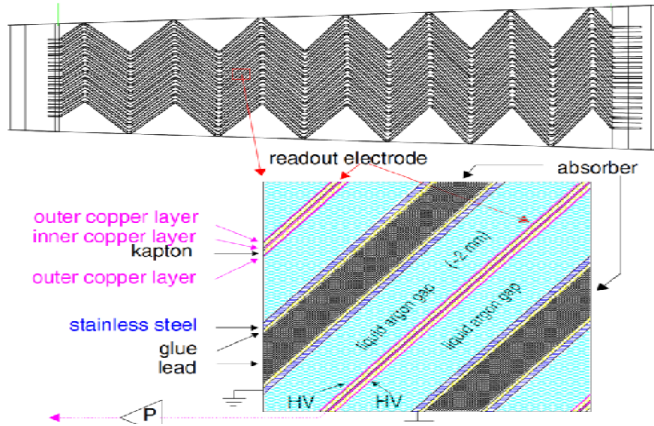 readout electrode
absorber
outer copper layer
inner copper layer
kapton
outer copper layer
(~2 mm)
liquid argon gap
liquid argon gap
stainless steel
glue
lead
HV
HV
P